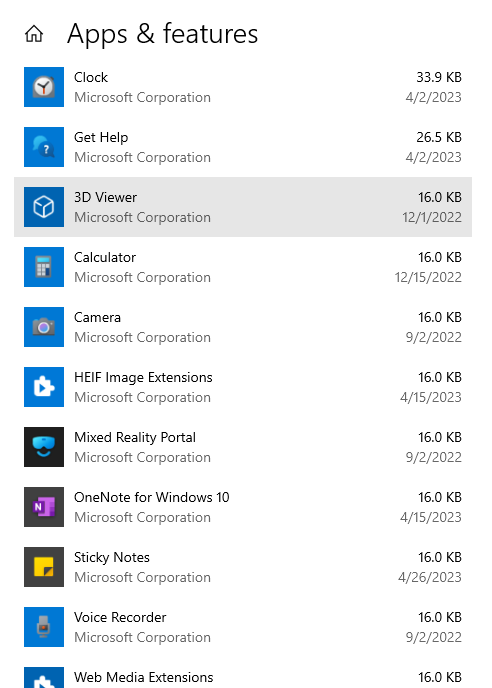 Apps & features
Clock 33.9 KB
Microsoft Corporation 4/2/2023
Get Help 26.5 KB
Microsoft Corporation 4/2/2023
3D Viewer 16.0 KB
Microsoft Corporation 12/1/2022
Calculator 16.0 KB
Microsoft Corporation 12/15/2022
Camera 16.0 KB
Microsoft Corporation 9/2/2022
HEIF Image Extensions 16.0 KB
Microsoft Corporation 4/15/2023
Mixed Reality Portal 16.0 KB
Microsoft Corporation 9/2/2022
OneNote for Windows 10 16.0 KB
Microsoft Corporation 4/15/2023
Sticky Notes 16.0 KB
Microsoft Corporation 4/26/2023
Voice Recorder 16.0 KB
Microsoft Corporation 9/2/2022
Web Media Extensions 16.0 KB